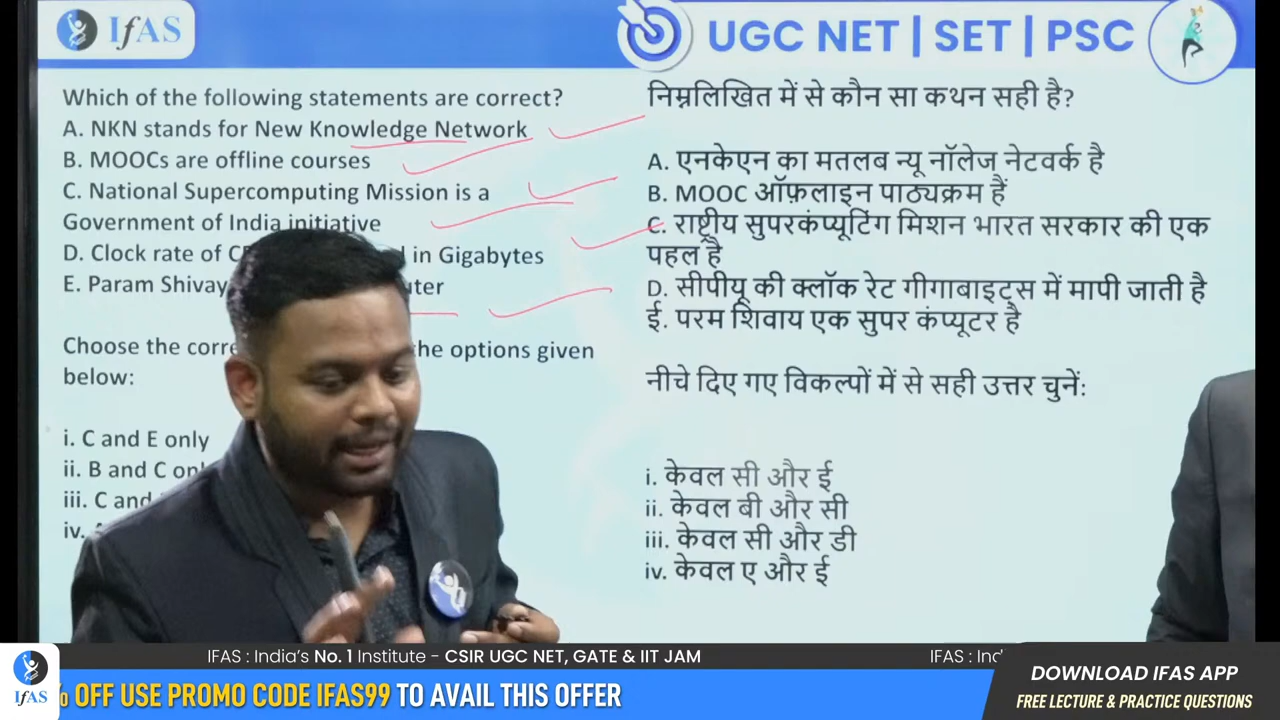 IfAS
UGC NET | SET | PSC
Which of the following statements are correct?
A. NKN stands for New Knowledge Network
B. MOOCs are offline courses
C. National Supercomputing Mission is a
Government of India initiative
D. Clock rate of in Gigabytes
E. Param Shivay
Choose the the options given
below:
i. C and E only
ii. B and C
iii. C and
iv.
निम्नलिखित में से कौन सा कथन सही है?
A. एनकेएन का मतलब न्यू नॉलेज नेटवर्क है
B. MOOC ऑफ़लाइन पाठ्यक्रम हैं
C. राष्ट्रीय सुपरकंप्यूटिंग मिशन भारत सरकार की एक
पहल है
D. सीपीयू की क्लॉक रेट गीगाबाइट्स में मापी जाती है
ई. परम शिवाय एक सुपर कंप्यूटर है
नीचे दिए गए विकल्पों में से सही उत्तर चुनें:
i. केवल सी और ई
ii. केवल बी और सी
iii. केवल सी और डी
iv. केवल ए और ई
IFAS : India's No. 1 Institute - CSIR UGC NET, GATE & IIT JAM
IFAS :
IfAS
% OFF USE PROMO CODE IFAS99 TO AVAIL THIS OFFER
DOWNLOAD IFAS APP
FREE LECTURE & PRACTICE QUESTIONS